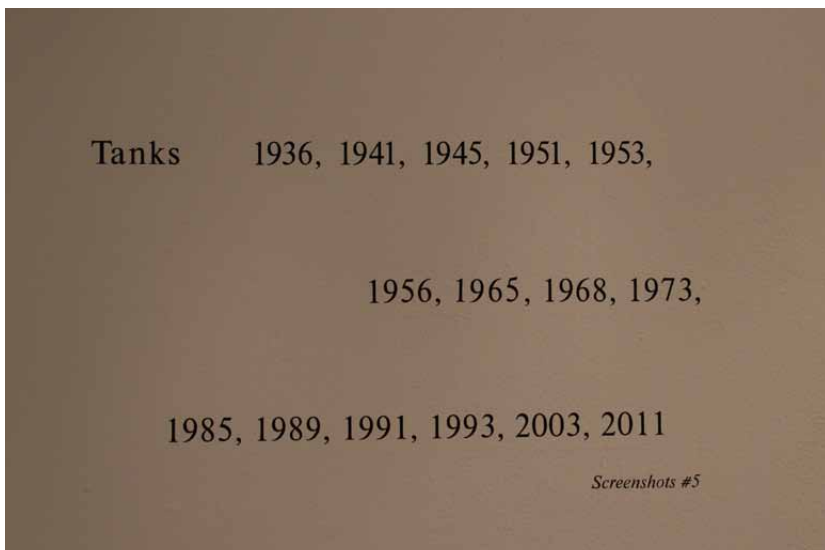 Tanks 1936, 1941, 1945, 1951, 1953,
1956, 1965, 1968, 1973,
1985, 1989, 1991, 1993, 2003, 2011
Screenshots #5